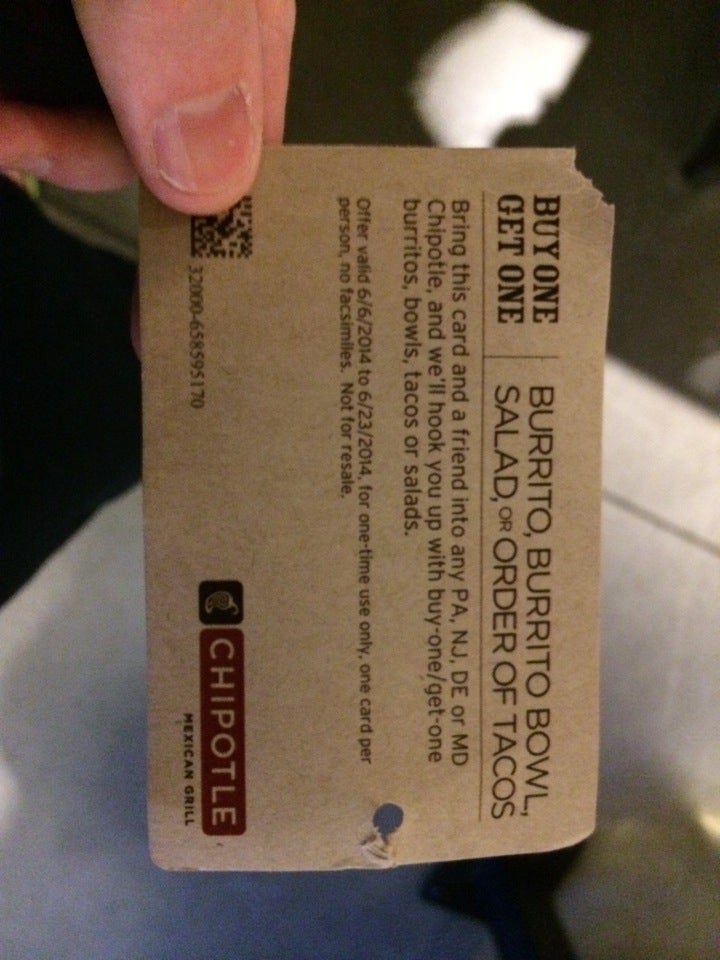 BUY ONE
GET ONE
BURRITO, BURRITO BOWL,
SALAD, OR ORDER OF TACOS
Bring this card and a friend into any PA, NJ, DE or MD
Chipotle, and we'll hook you up with buy-one/get-one
burritos, bowls, tacos or salads.
Offer valid 6/6/2014 to 6/23/2014, for one-time use only, one card per
person, no facsimiles. Not for resale.
32000-658595170
CHIPOTLE
MEXICAN GRILL